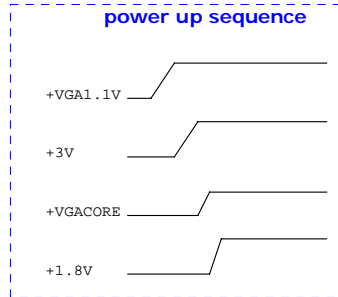 power up sequence
+VGA1.1V
+3V
+VGACORE
+1.8V